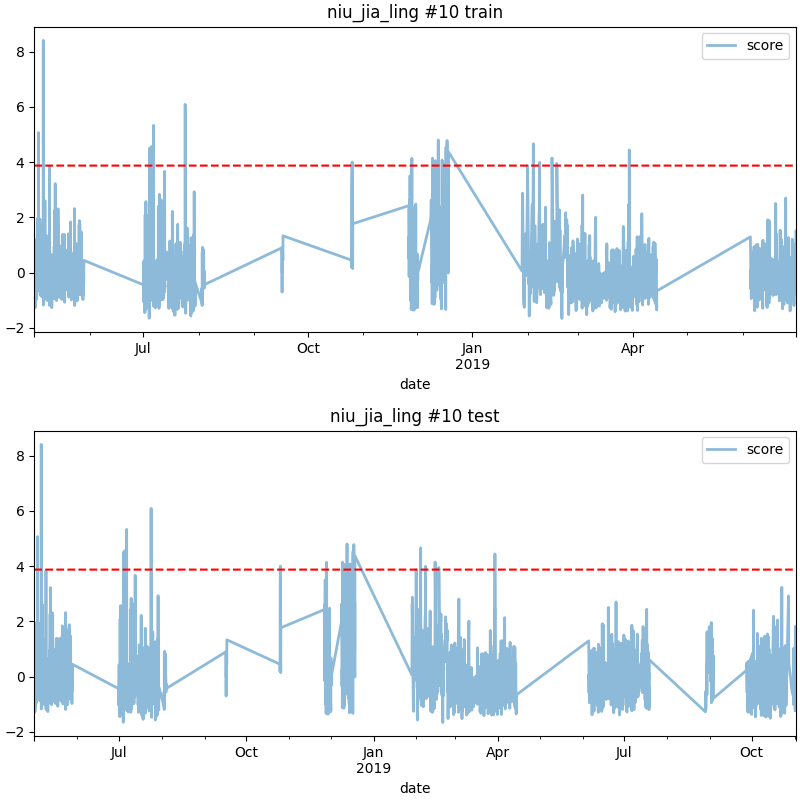 niu_jia_ling #10 train
score
8
6
4
2
0
−2
Jul
Oct
Jan
2019
Apr
date
niu_jia_ling #10 test
score
8
6
4
2
0
−2
Jul
Oct
Jan
2019
Apr
Jul
Oct
date